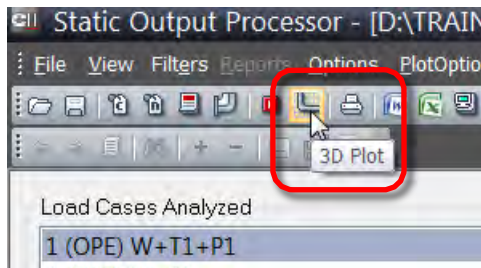 CII Static Output Processor - [D:\TRAIN
File View Filters Reports Options PlotOptio
3D Plot
Load Cases Analyzed
1 (OPE) W+T1+P1